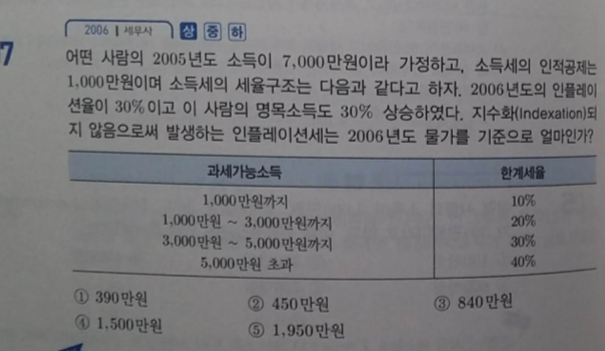 2006 | 세무사 상 중 하
7
어떤 사람의 2005년도 소득이 7,000만원이라 가정하고, 소득세의 인적공제는
1,000만원이며 소득세의 세율구조는 다음과 같다고 하자. 2006년도의 인플레이
션율이 30%이고 이 사람의 명목소득도 30% 상승하였다. 지수화(Indexation)되
지 않음으로써 발생하는 인플레이션세는 2006년도 물가를 기준으로 얼마인가?
과세가능소득 한계세율
1,000만원까지 10%
1,000만원 ~ 3,000만원까지 20%
3,000만원 ~ 5,000만원까지 30%
5,000만원 초과 40%
① 390만원 ② 450만원 ③ 840만원
④ 1,500만원 ⑤ 1,950만원